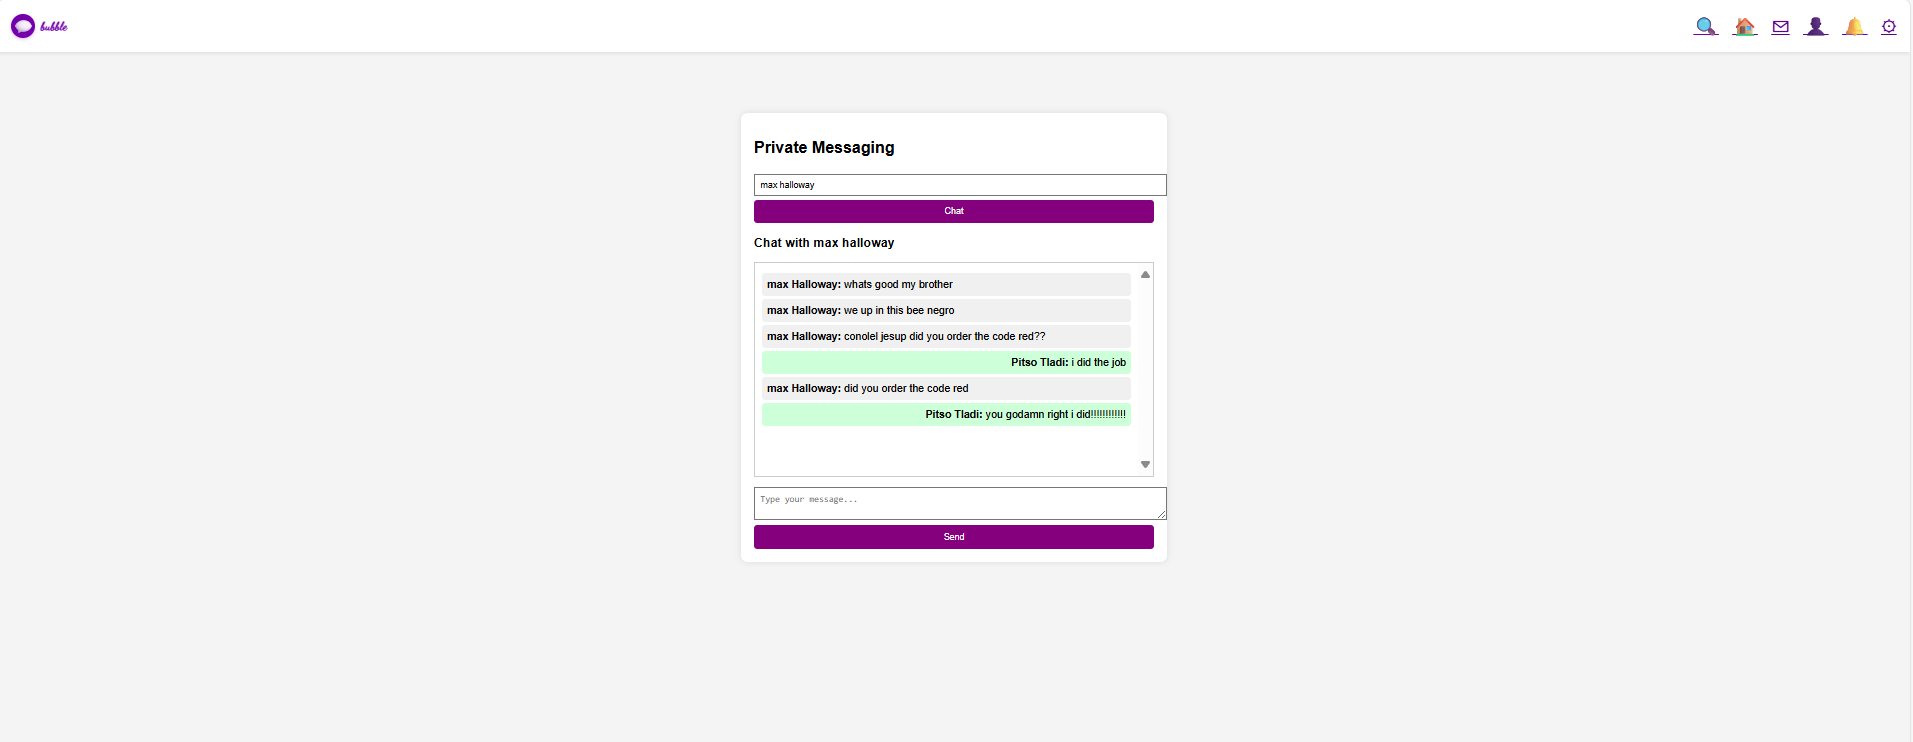 bubble
Private Messaging
max halloway
Chat
Chat with max halloway
max Halloway: whats good my brother
max Halloway: we up in this bee negro
max Halloway: conolel jesup did you order the code red??
Pitso Tladi: i did the job
max Halloway: did you order the code red
Pitso Tladi: you godamn right i did!!!!!!!!!!!!
Type your message...
Send